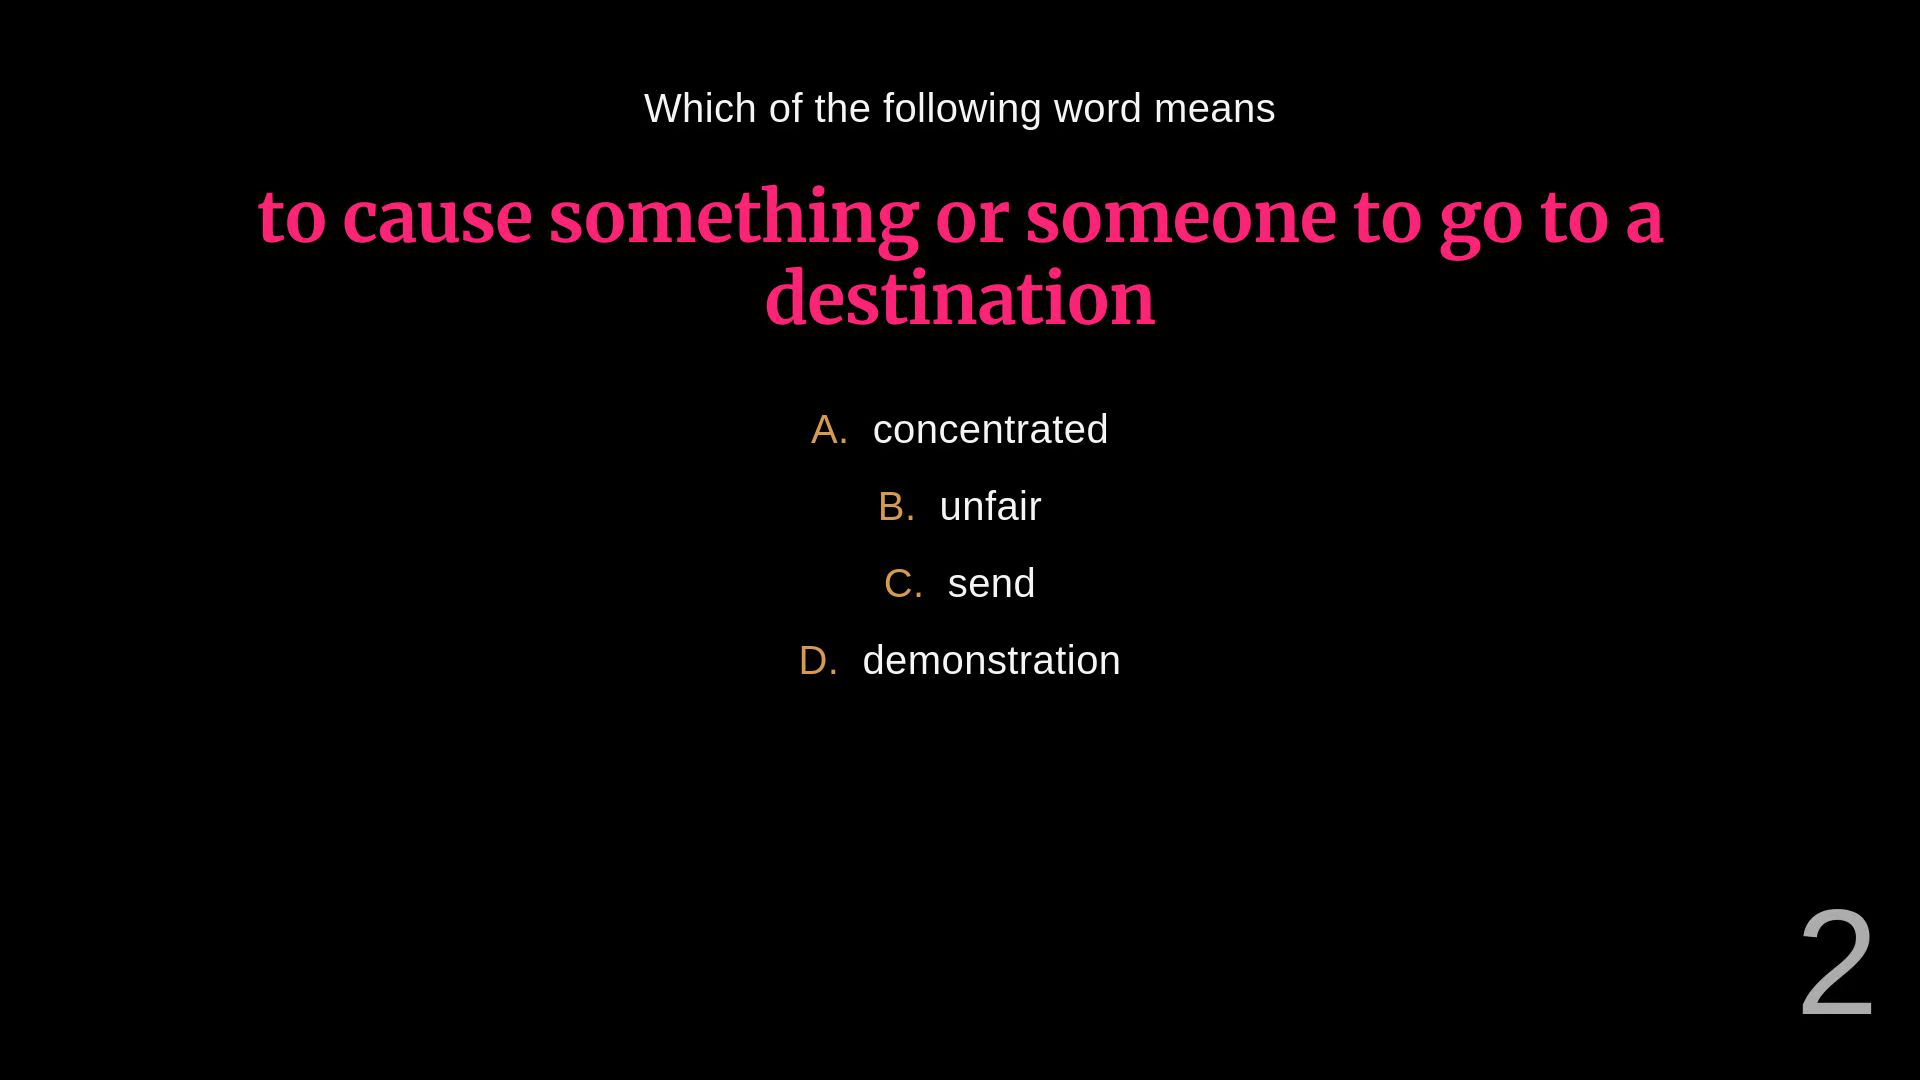 Which of the following word means
to cause something or someone to go to a
destination
A. concentrated
B. unfair
C. send
D. demonstration
2